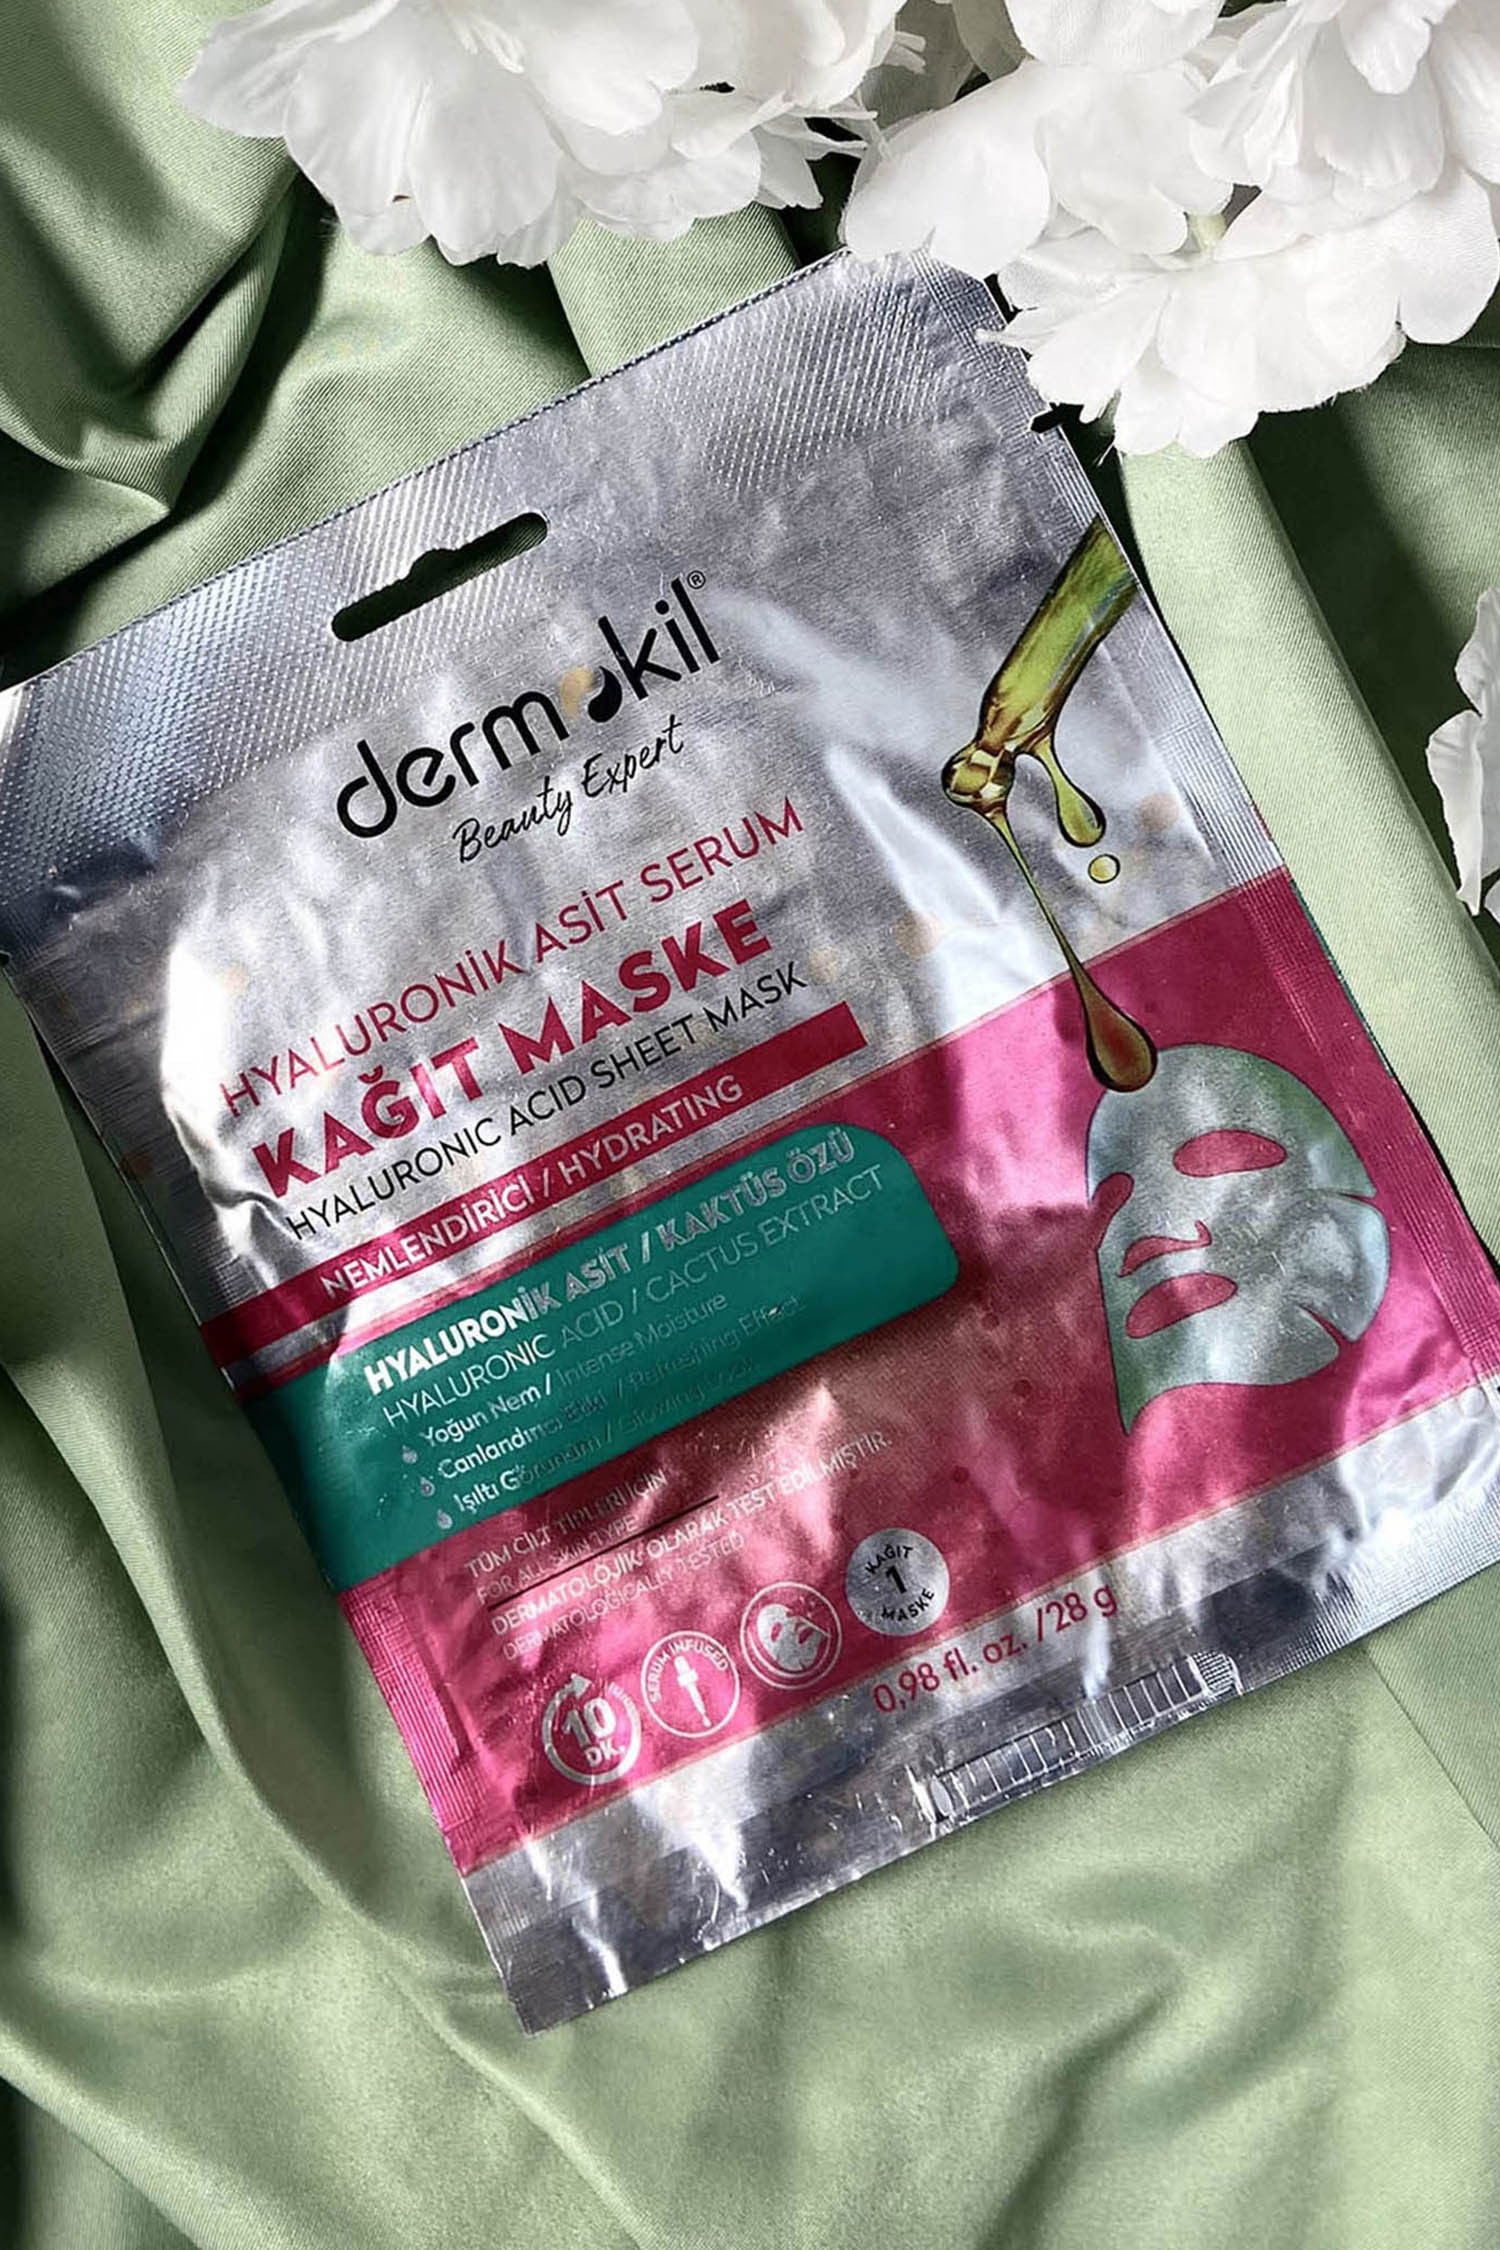 dermokil®
Beauty Expert
HYALURONİK ASİT SERUM
KAĞIT MASKE
HYALURONIC ACID SHEET MASK
NEMLENDİRİCİ / HYDRATING
HYALURONİK ASİT / KAKTÜS ÖZÜ
HYALURONIC ACID / CACTUS EXTRACT
Yoğun Nem / Intense Moisture
Canlandırıcı Etki / Refreshing Effect
Işıltı Görünüm / Glowing
TÜM CİLT TİPLERİ İÇİN
FOR ALL SKIN TYPE
DERMATOLOJİK OLARAK TEST EDİLMİŞTİR.
DERMATOLOGICALLY TESTED
10 DK.
SERUM INFUSED
KAĞIT
1
MASKE
0,98 fl. oz. /28 g